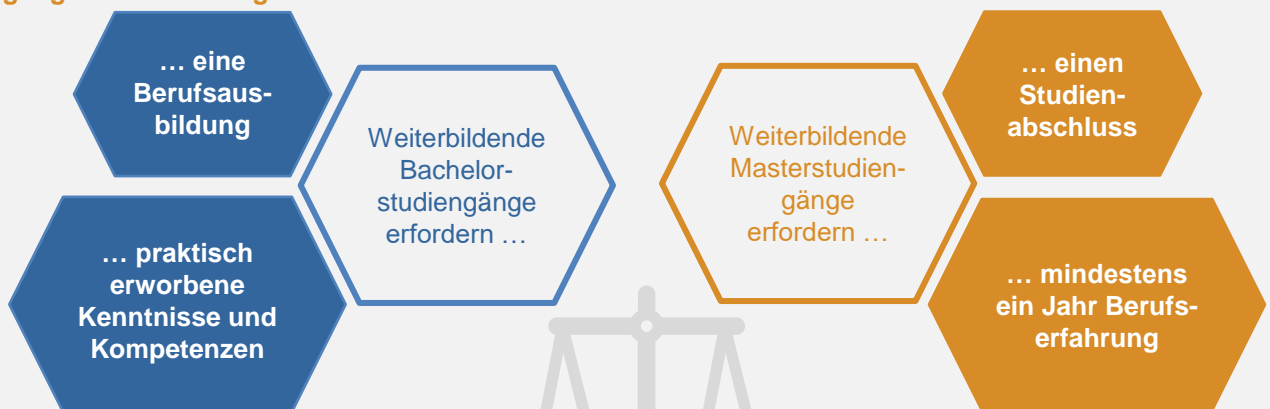 … eine
Berufsaus-
bildung
Weiterbildende
Bachelor-
studiengänge
erfordern …
… praktisch
erworbene
Kenntnisse und
Kompetenzen
Weiterbildende
Masterstudien-
gänge
erfordern …
… einen
Studien-
abschluss
… mindestens
ein Jahr Berufs-
erfahrung